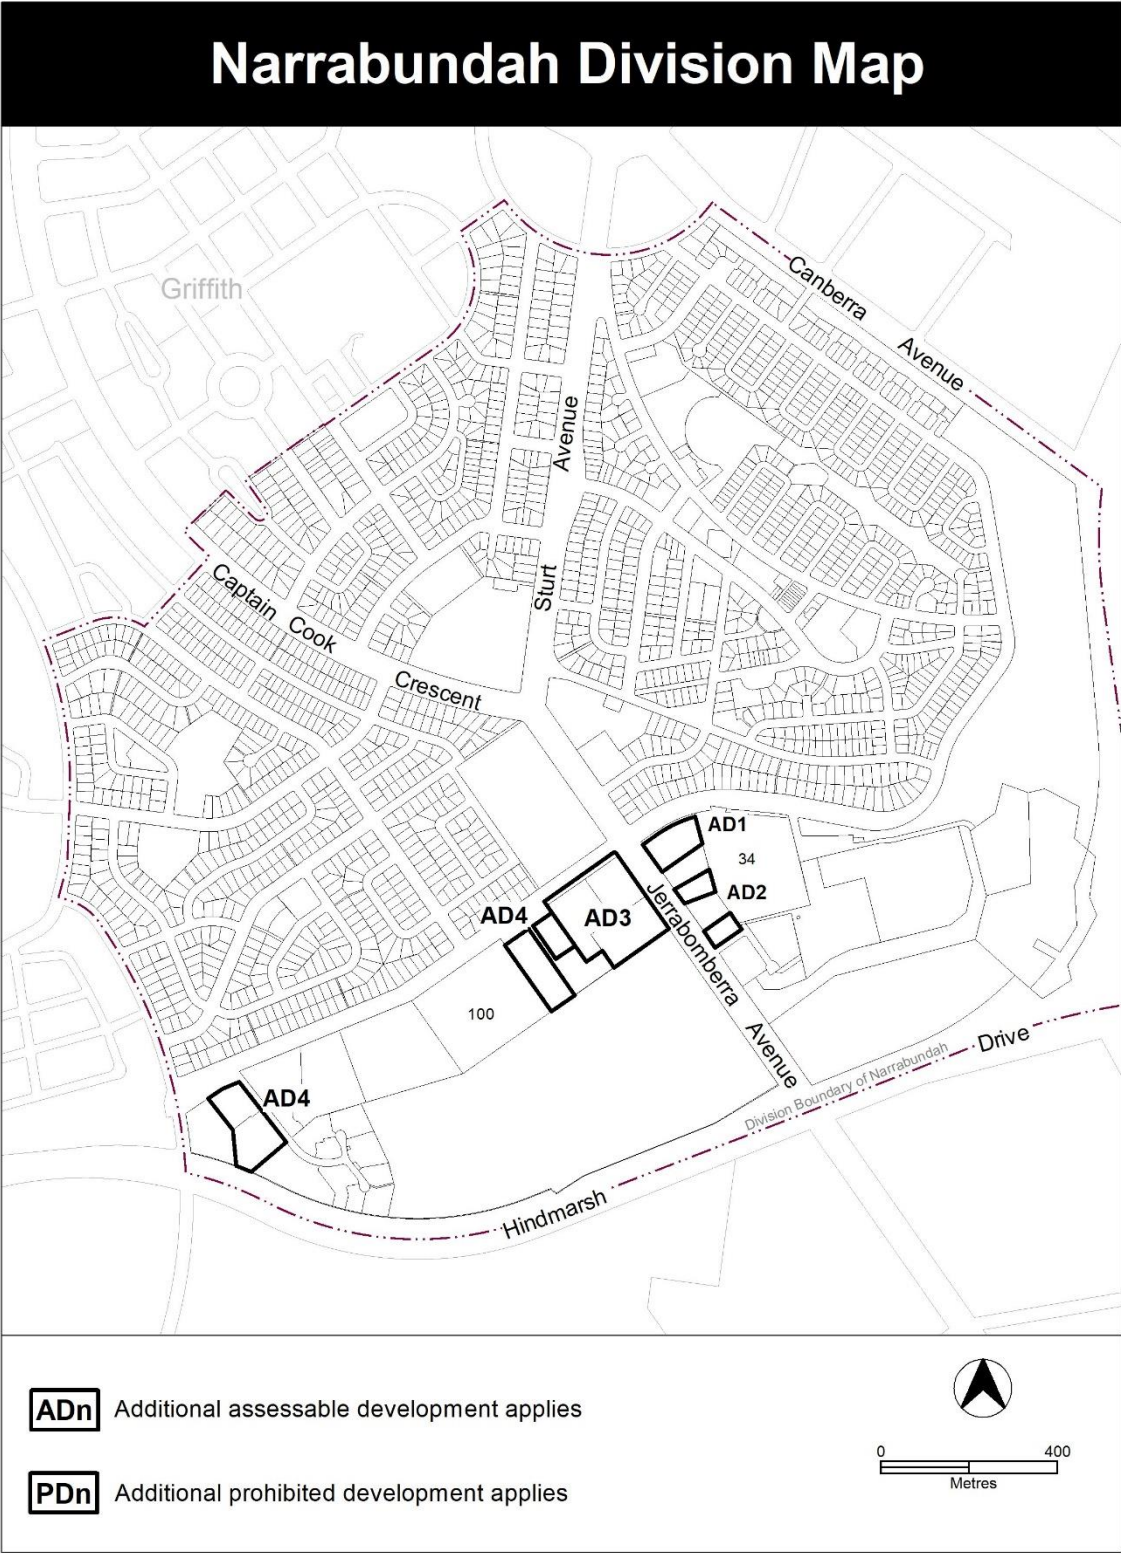 Narrabundah Division Map
Griffith
Canberra
Avenue
Avenue
Sturt
Captain Cook
Crescent
AD1
34
AD2
AD4
AD3
Jerrabomberra
Avenue
100
AD4
Drive
Division Boundary of Narrabundah
Hindmarsh
ADn Additional assessable development applies
PDn Additional prohibited development applies
0 400
Metres